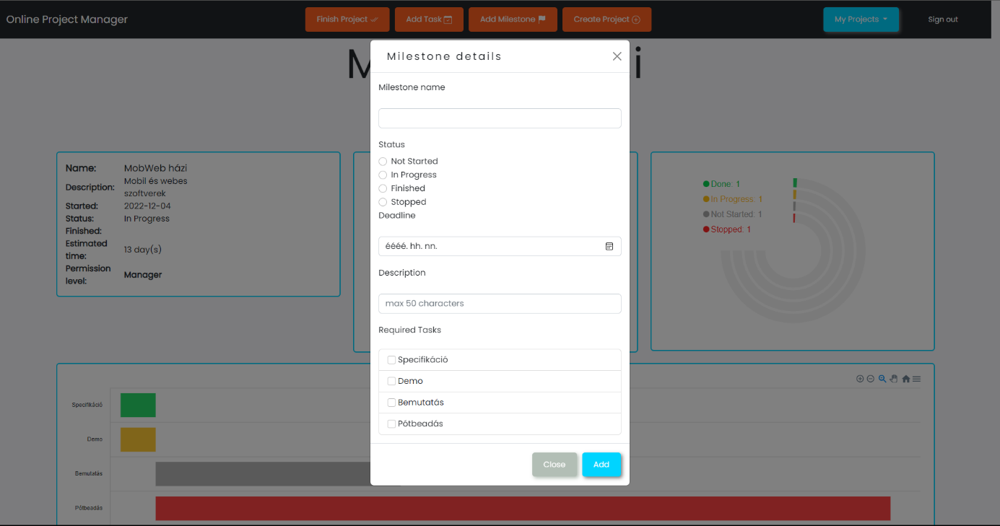 Online Project Manager
Finish Project
Add Task
Add Milestone
Create Project
My Projects
Sign out
M
i
Milestone details
Milestone name
Status
Not Started
In Progress
Finished
Stopped
Deadline
éééé. hh. nn.
Description
max 50 characters
Required Tasks
Specifikáció
Demo
Bemutatás
Pótbeadás
Close
Add
Name: MobWeb házi
Description: Mobil és webes
szoftverek
Started: 2022-12-04
Status: In Progress
Finished:
Estimated
time: 13 day(s)
Permission
level: Manager
Done: 1
In Progress: 1
Not Started: 1
Stopped: 1
Specifikáció
Demo
Bemutatás
Pótbeadás